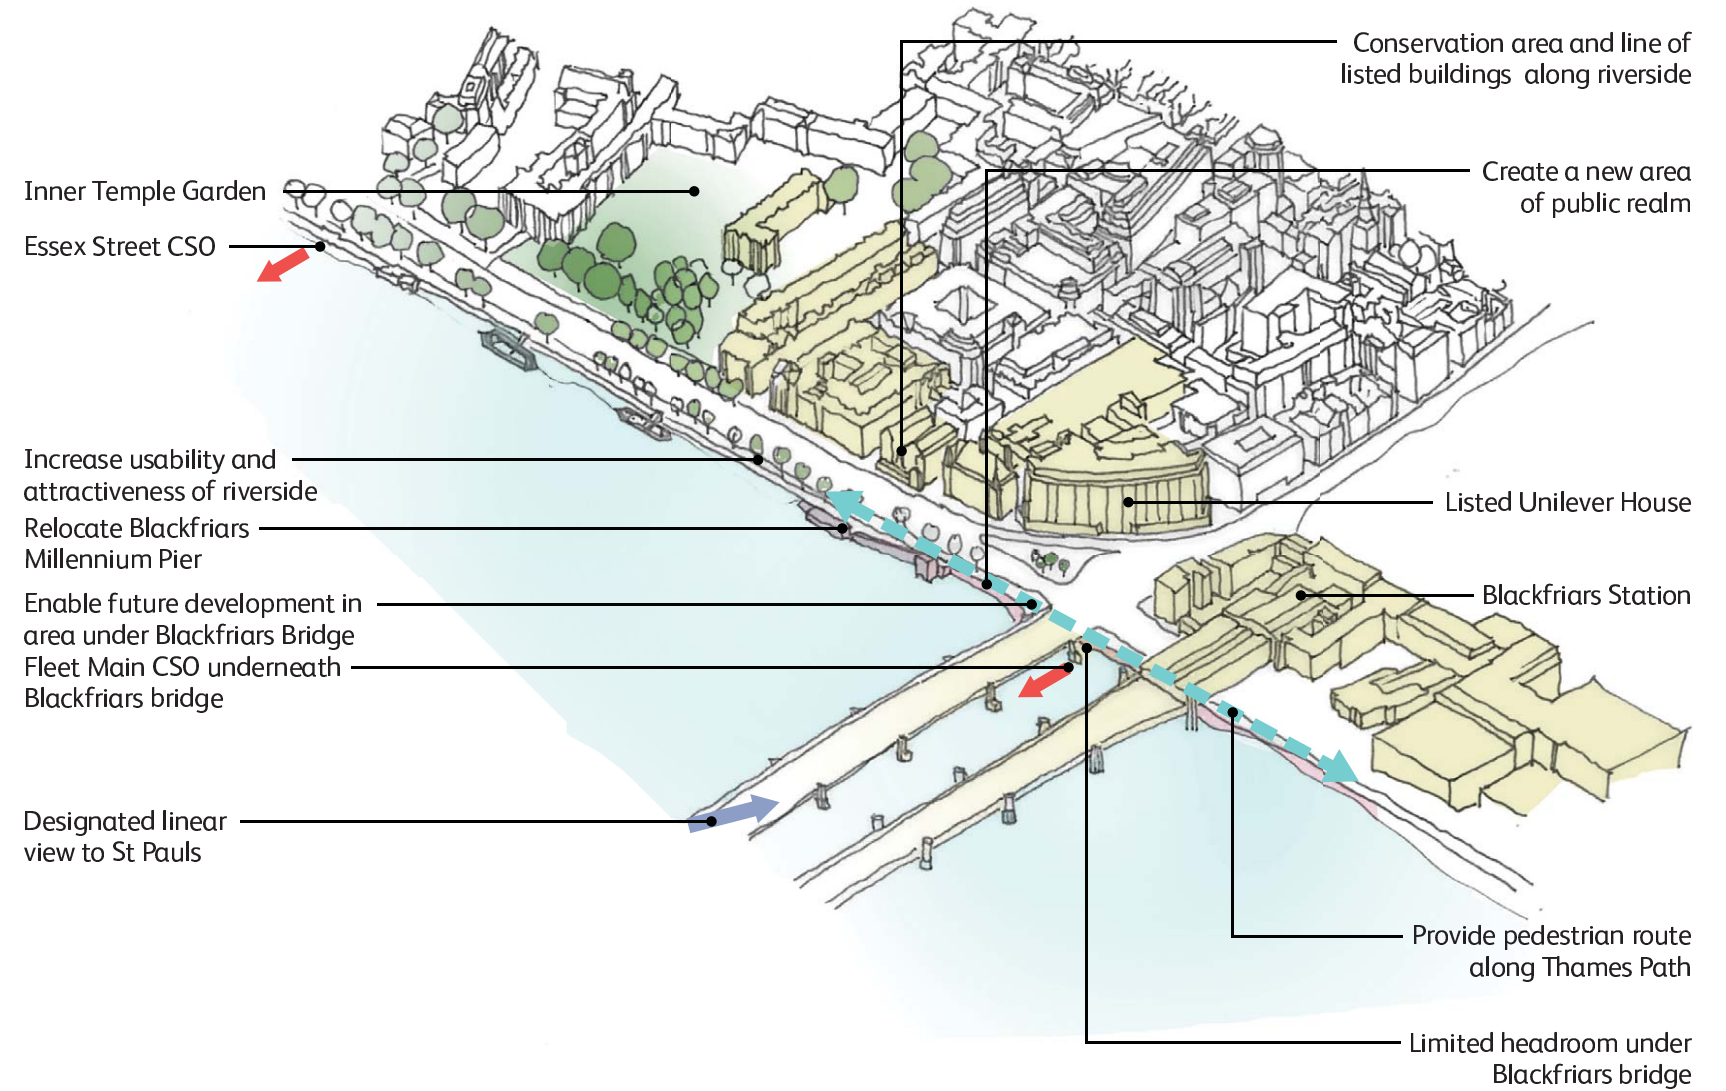 Conservation area and line of
listed buildings along riverside
Create a new area
of public realm
Inner Temple Garden
Essex Street CSO
Increase usability and
attractiveness of riverside
Listed Unilever House
Relocate Blackfriars
Millennium Pier
Enable future development in
area under Blackfriars Bridge
Blackfriars Station
Fleet Main CSO underneath
Blackfriars bridge
Designated linear
view to St Pauls
Provide pedestrian route
along Thames Path
Limited headroom under
Blackfriars bridge